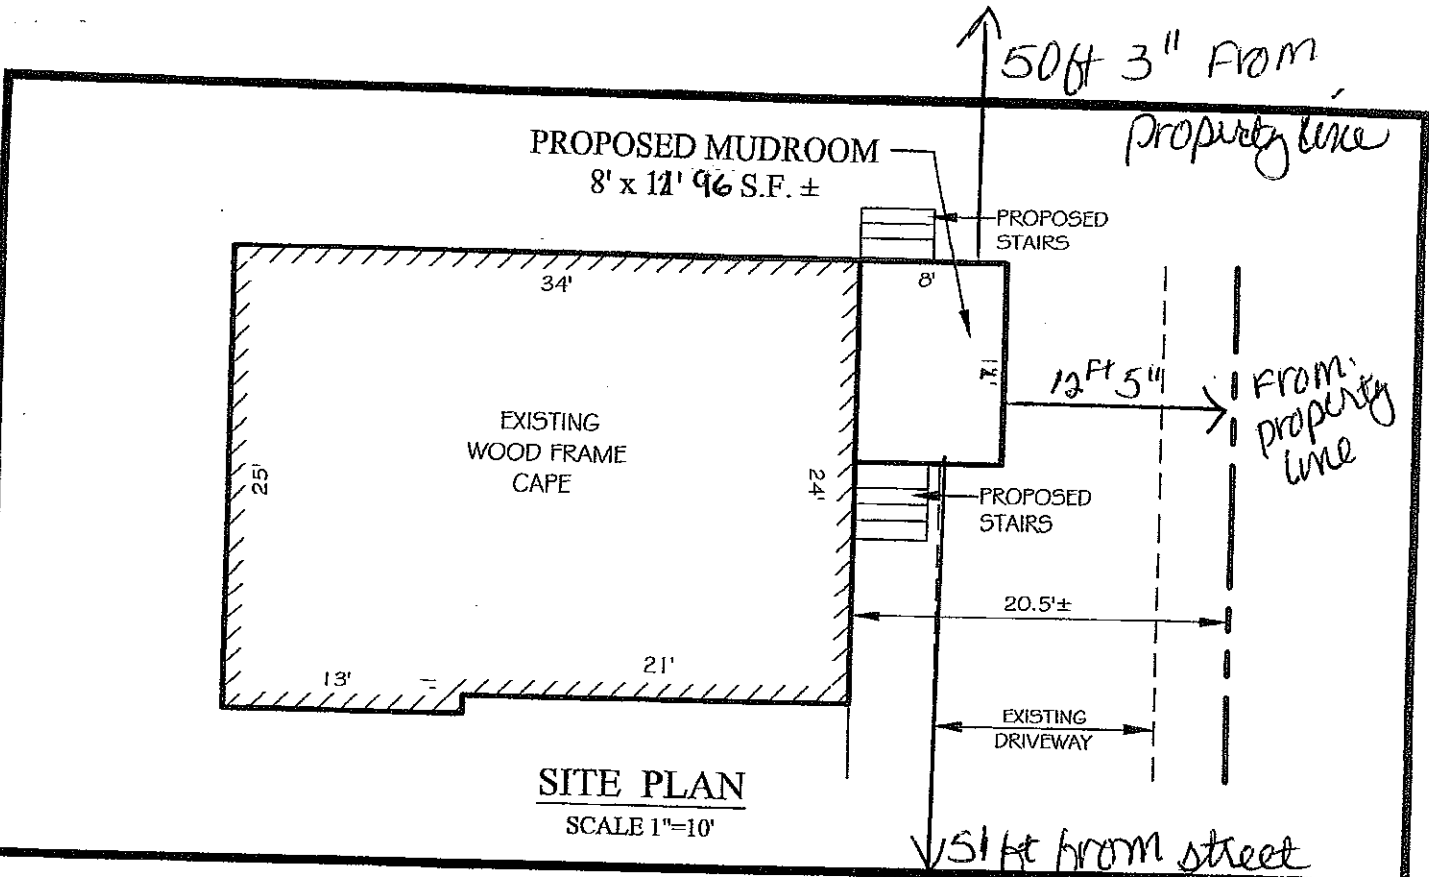 50ft 3" From
property line
PROPOSED MUDROOM
8' x 12' 96 S.F. ±
PROPOSED
STAIRS
34'
8'
12'
12Ft 5"
From
property
line
EXISTING
WOOD FRAME
CAPE
25'
24'
PROPOSED
STAIRS
20.5'±
13'
21'
EXISTING
DRIVEWAY
SITE PLAN
SCALE 1"=10'
51 ft from street